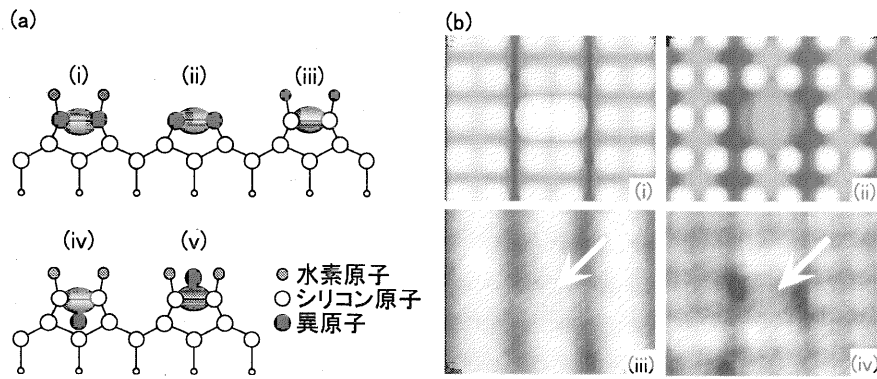 (a)
(i)
(ii)
(iii)
(iv)
(v)
水素原子
シリコン原子
異原子
(b)
(i)
(ii)
(iii)
(iv)